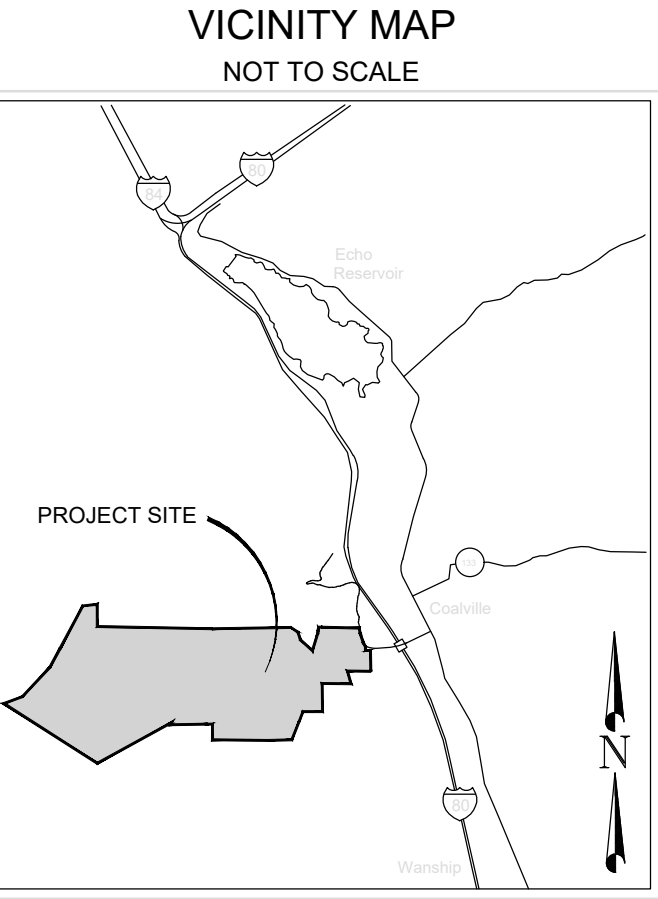 VICINITY MAP
NOT TO SCALE
80
84
Echo
Reservoir
PROJECT SITE
133
Coalville
N
80
Wanship